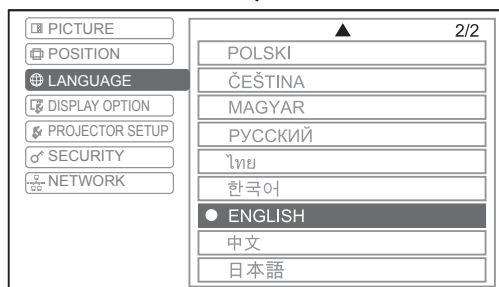 PICTURE
POSITION
LANGUAGE
DISPLAY OPTION
PROJECTOR SETUP
SECURITY
NETWORK
2/2
POLSKI
ČEŠTINA
MAGYAR
РУССКИЙ
ไทย
한국어
ENGLISH
中文
日本語